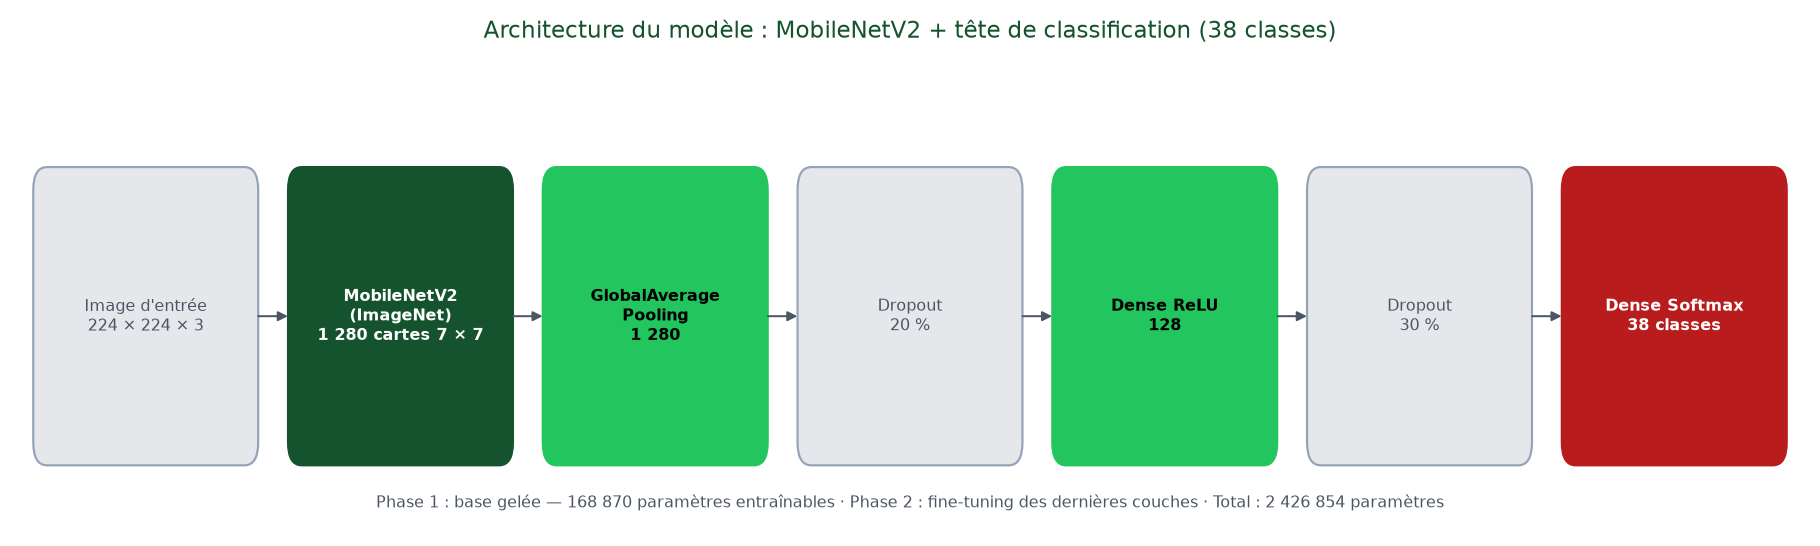 Architecture du modèle : MobileNetV2 + tête de classification (38 classes)
Image d'entrée
224 × 224 × 3
MobileNetV2
(ImageNet)
1 280 cartes 7 × 7
GlobalAverage
Pooling
1 280
Dropout
20 %
Dense ReLU
128
Dropout
30 %
Dense Softmax
38 classes
Phase 1 : base gelée — 168 870 paramètres entraînables · Phase 2 : fine-tuning des dernières couches · Total : 2 426 854 paramètres